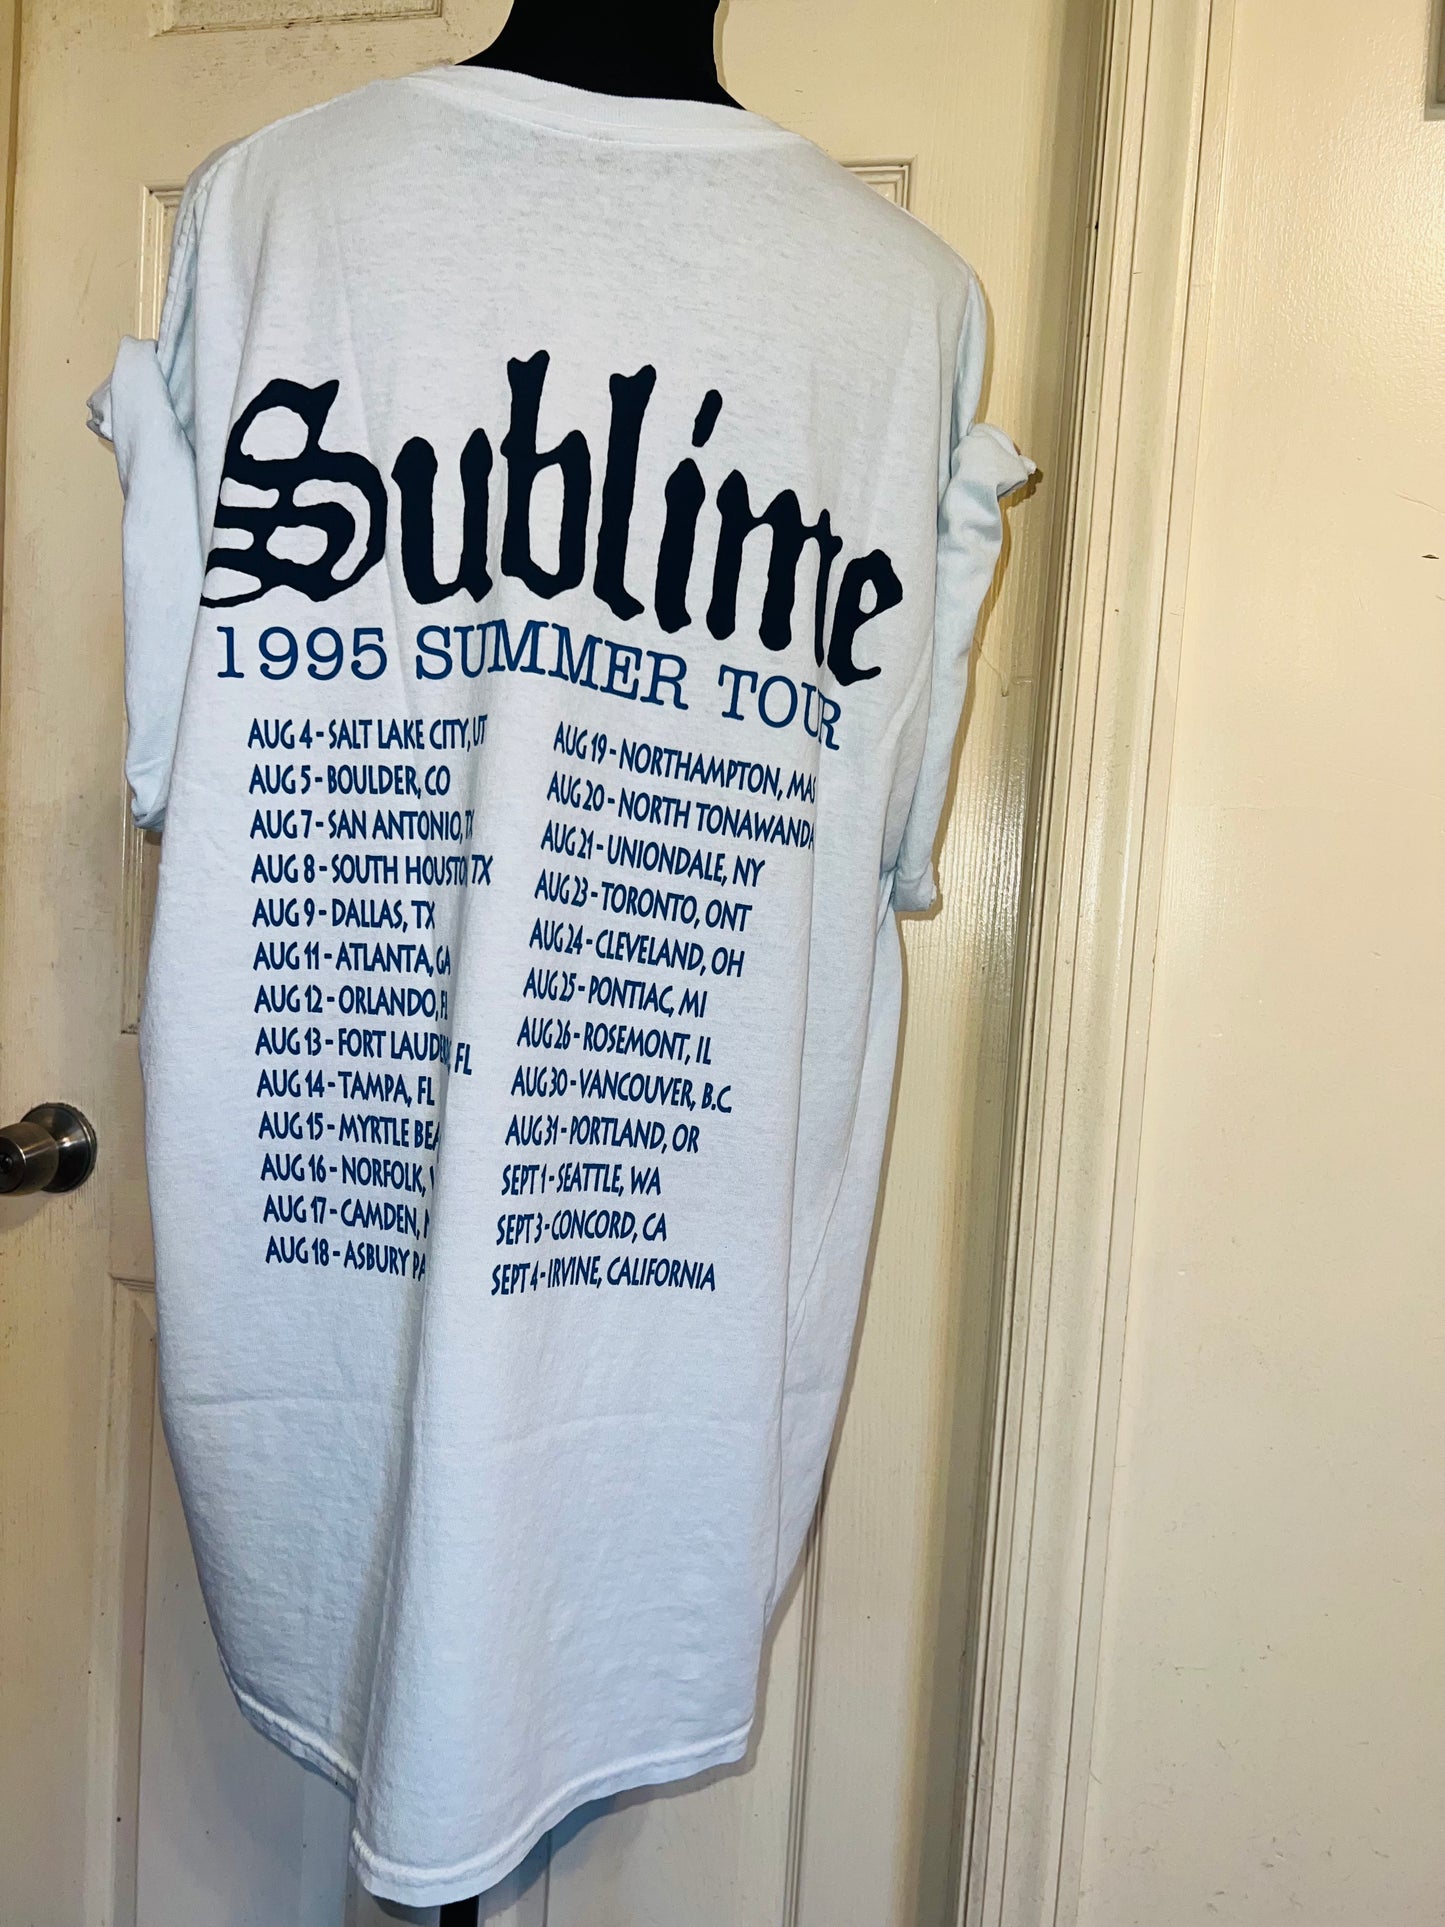 Sublime
1995 SUMMER TOUR
AUG 4 - SALT LAKE CITY, UT
AUG 5 - BOULDER, CO
AUG 7 - SAN ANTONIO, TX
AUG 8 - SOUTH HOUSTO, TX
AUG 9 - DALLAS, TX
AUG 11 - ATLANTA, GA
AUG 12 - ORLANDO, FL
AUG 13 - FORT FL
AUG 14 - TAMPA, FL
AUG 15 - MYRTLE
AUG 16 - NORFOLK,
AUG 17 - CAMDEN,
AUG 18 - ASBURY
AUG 19 - NORTHAMPTON,
AUG 20 - NORTH TONAWANDA
AUG 21 - UNIONDALE, NY
AUG 23 - TORONTO, ONT
AUG 24 - CLEVELAND, OH
AUG 25 - PONTIAC, MI
AUG 26 - ROSEMONT, IL
AUG 30 - VANCOUVER, B.C.
AUG 31 - PORTLAND, OR
SEPT 1 - SEATTLE, WA
SEPT 3 - CONCORD, CA
SEPT 4 - IRVINE, CALIFORNIA